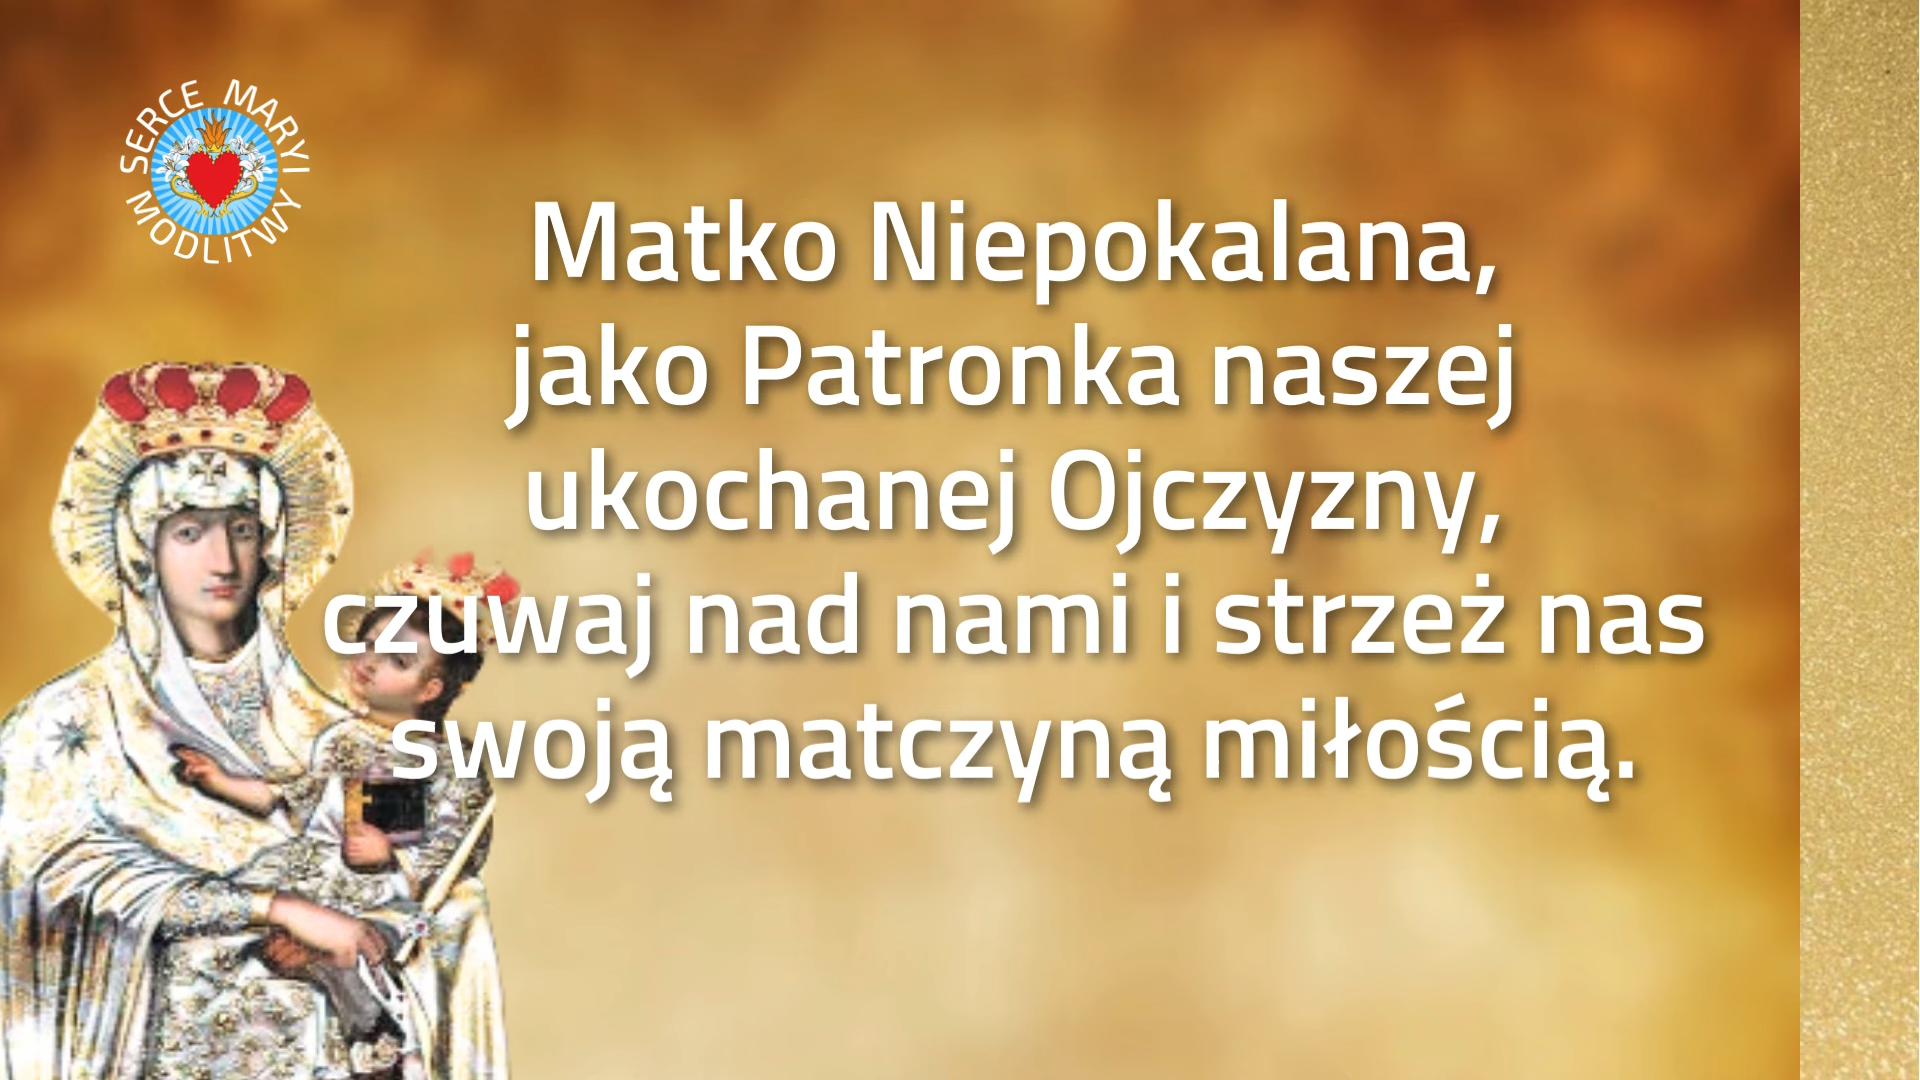 SERCE MARYI
MODLITWY
Matko Niepokalana,
jako Patronka naszej
ukochanej Ojczyzny,
czuwaj nad nami i strzeż nas
swoją matczyną miłością.